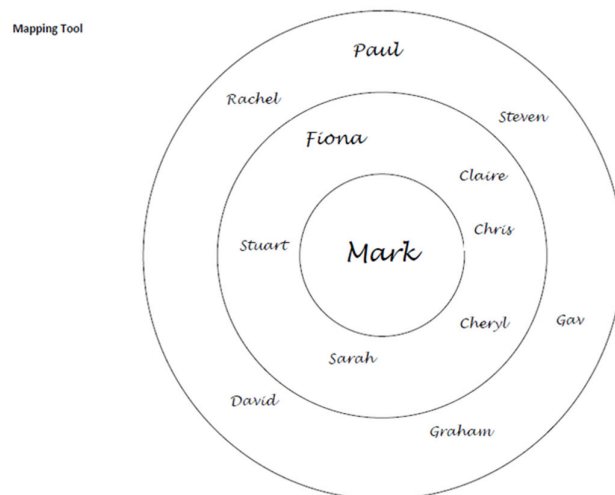 Mapping Tool
Paul
Rachel
Steven
Fiona
Claire
Chris
Stuart
Mark
Cheryl
Gav
Sarah
David
Graham